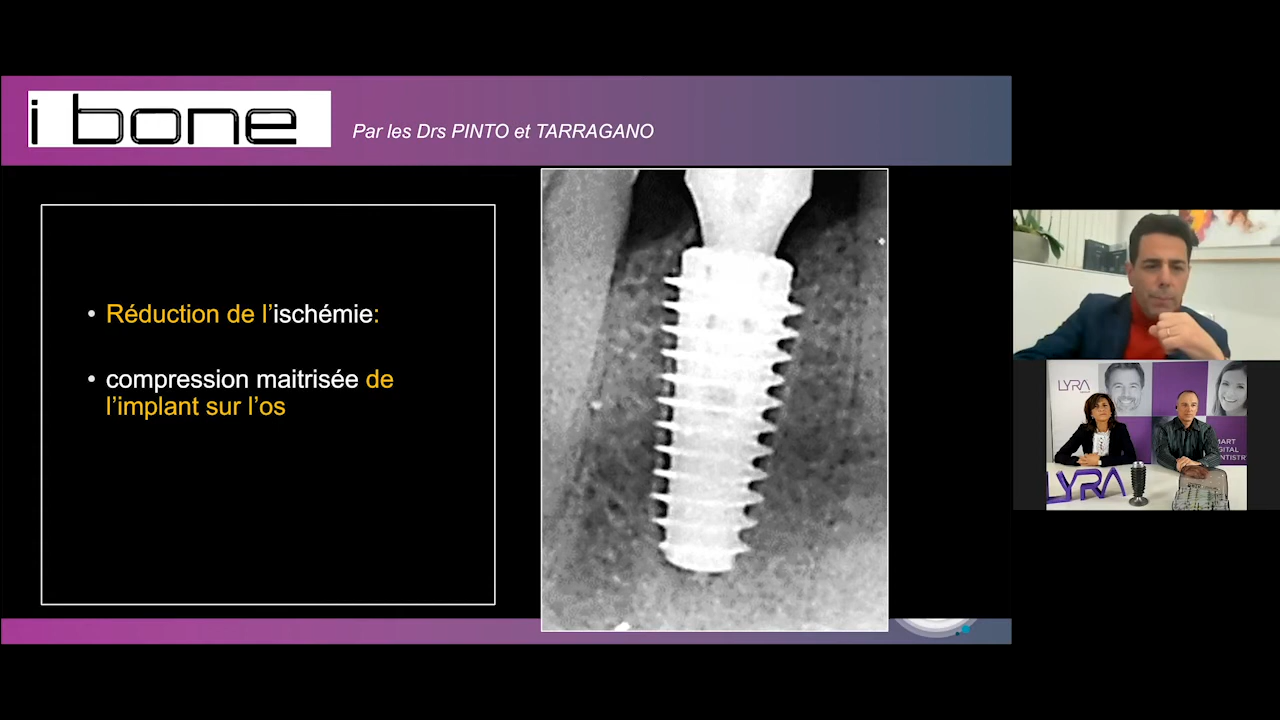 i bone
Par les Drs PINTO et TARRAGANO
• Réduction de l’ischémie:
• compression maitrisée de
l’implant sur l’os
LYRA
LYRA